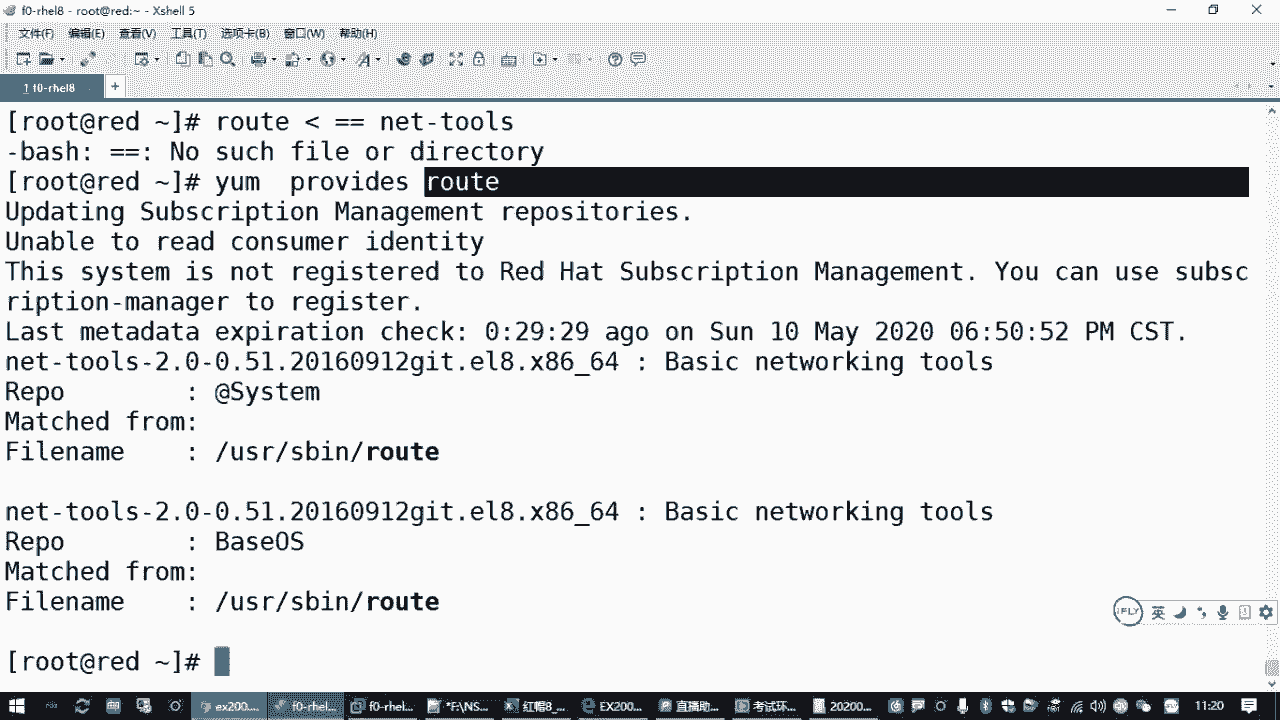 f0-rhel8 - root@red:~ - Xshell 5
文件(F) 编辑(E) 查看(V) 工具(T) 选项卡(B) 窗口(W) 帮助(H)
1 f0-rhel8
[root@red ~]# route < == net-tools
-bash: ==: No such file or directory
[root@red ~]# yum  provides route
Updating Subscription Management repositories.
Unable to read consumer identity
This system is not registered to Red Hat Subscription Management. You can use subsc
ription-manager to register.
Last metadata expiration check: 0:29:29 ago on Sun 10 May 2020 06:50:52 PM CST.
net-tools-2.0-0.51.20160912git.el8.x86_64 : Basic networking tools
Repo        : @System
Matched from:
Filename    : /usr/sbin/route
net-tools-2.0-0.51.20160912git.el8.x86_64 : Basic networking tools
Repo        : BaseOS
Matched from:
Filename    : /usr/sbin/route
iFLY 英
[root@red ~]#
ex200.... f0-rhel... f0-rhel... *F:\NS... 红帽8_... EX200... 直播助... 考试环... 20200... 11:20